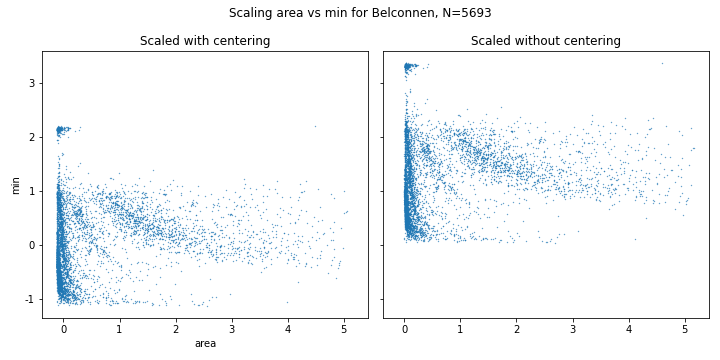 Scaling area vs min for Belconnen, N=5693
Scaled with centering
Scaled without centering
3
2
1
0
-1
min
0 1 2 3 4 5
0 1 2 3 4 5
area